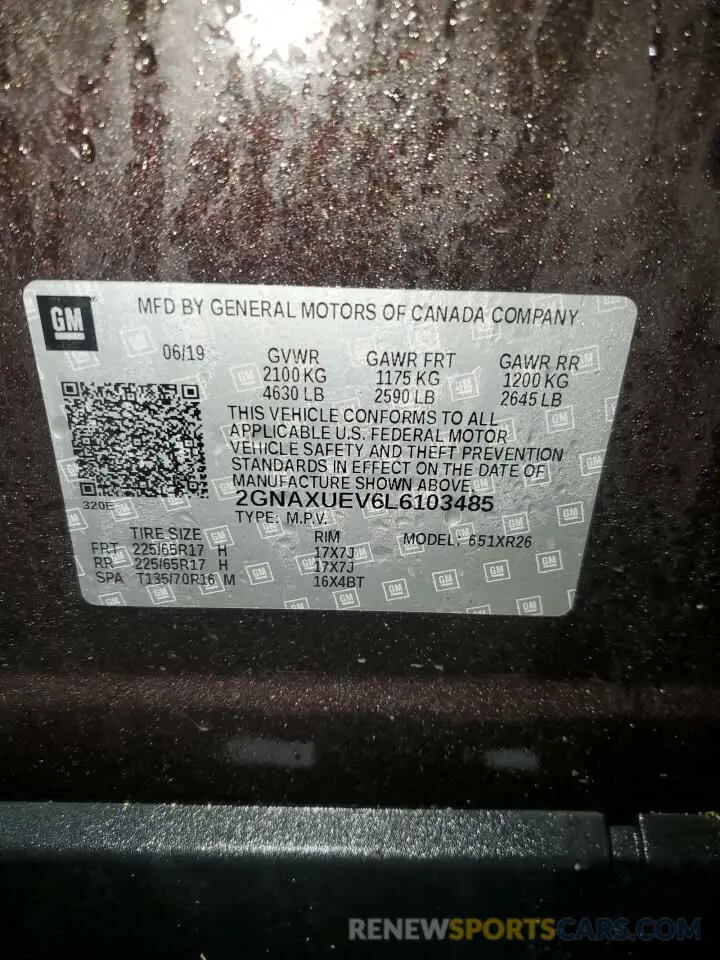 GM
MFD BY GENERAL MOTORS OF CANADA COMPANY
06/19 GVWR GAWR FRT GAWR RR
2100 KG 1175 KG 1200 KG
4630 LB 2590 LB 2645 LB
THIS VEHICLE CONFORMS TO ALL
APPLICABLE U.S. FEDERAL MOTOR
VEHICLE SAFETY AND THEFT PREVENTION
STANDARDS IN EFFECT ON THE DATE OF
MANUFACTURE SHOWN ABOVE.
320E 2GNAXUEV6L6103485
TYPE: M.P.V.
TIRE SIZE RIM MODEL: 651XR26
FRT 225/65R17 H 17X7J
RR 225/65R17 H 17X7J
SPA T135/70R16 M 16X4BT
RENEWSPORTSCARS.COM